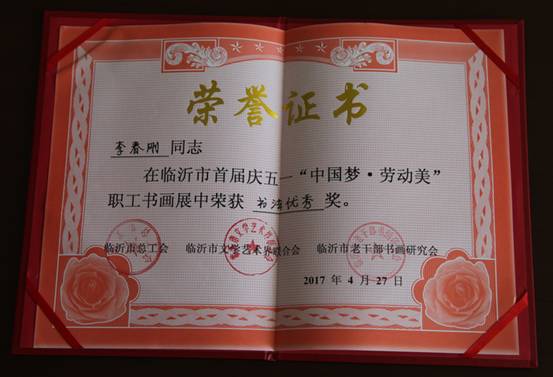 荣誉证书
李春刚 同志
在临沂市首届庆五一“中国梦·劳动美”
职工书画展中荣获 书法优秀 奖。
临沂市总工会 临沂市文学艺术界联合会 临沂市老干部书画研究会
2017 年 4 月 27 日